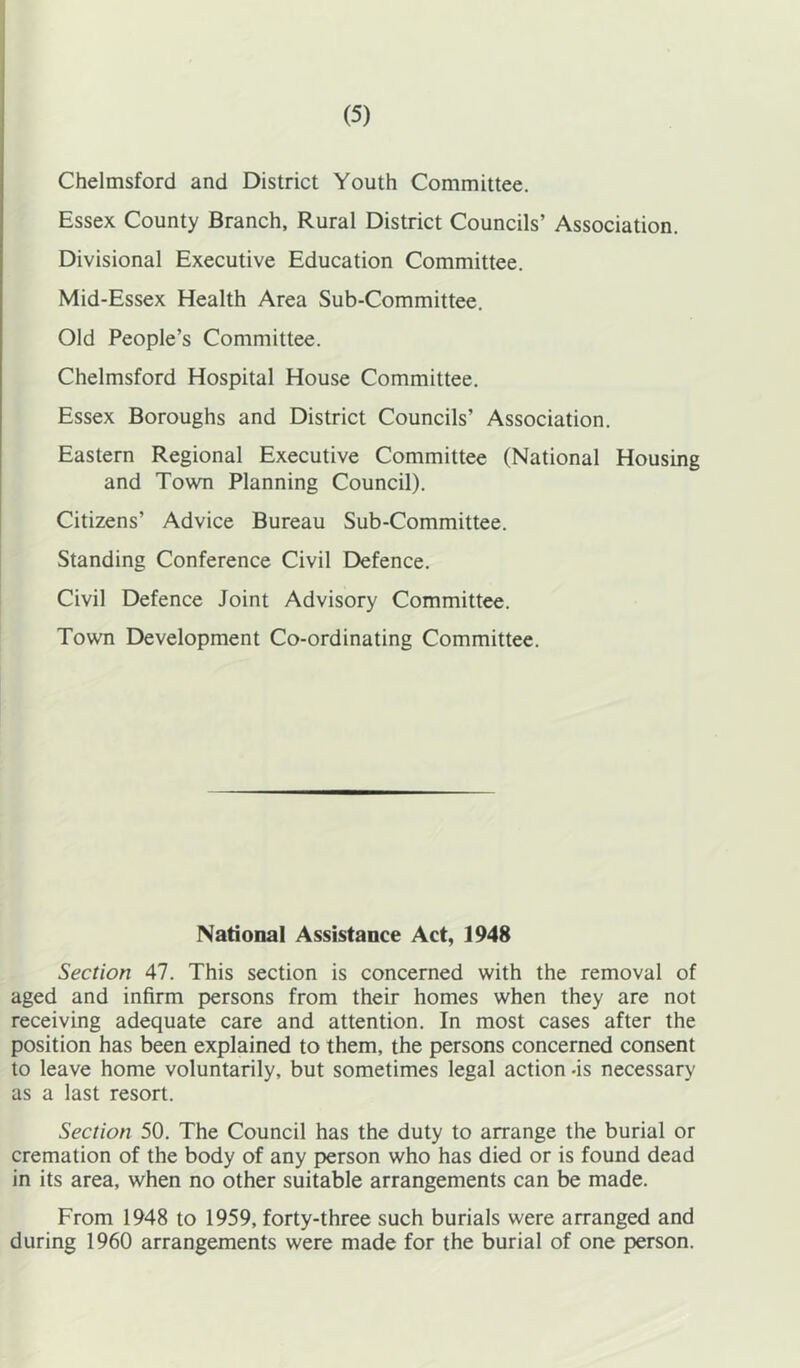 (5)
Chelmsford and District Youth Committee.
Essex County Branch, Rural District Councils’ Association.
Divisional Executive Education Committee.
Mid-Essex Health Area Sub-Committee.
Old People’s Committee.
Chelmsford Hospital House Committee.
Essex Boroughs and District Councils’ Association.
Eastern Regional Executive Committee (National Housing
and Town Planning Council).
Citizens’ Advice Bureau Sub-Committee.
Standing Conference Civil Defence.
Civil Defence Joint Advisory Committee.
Town Development Co-ordinating Committee.
National Assistance Act, 1948
Section 47. This section is concerned with the removal of
aged and infirm persons from their homes when they are not
receiving adequate care and attention. In most cases after the
position has been explained to them, the persons concerned consent
to leave home voluntarily, but sometimes legal action is necessary
as a last resort.
Section 50. The Council has the duty to arrange the burial or
cremation of the body of any person who has died or is found dead
in its area, when no other suitable arrangements can be made.
From 1948 to 1959, forty-three such burials were arranged and
during 1960 arrangements were made for the burial of one person.